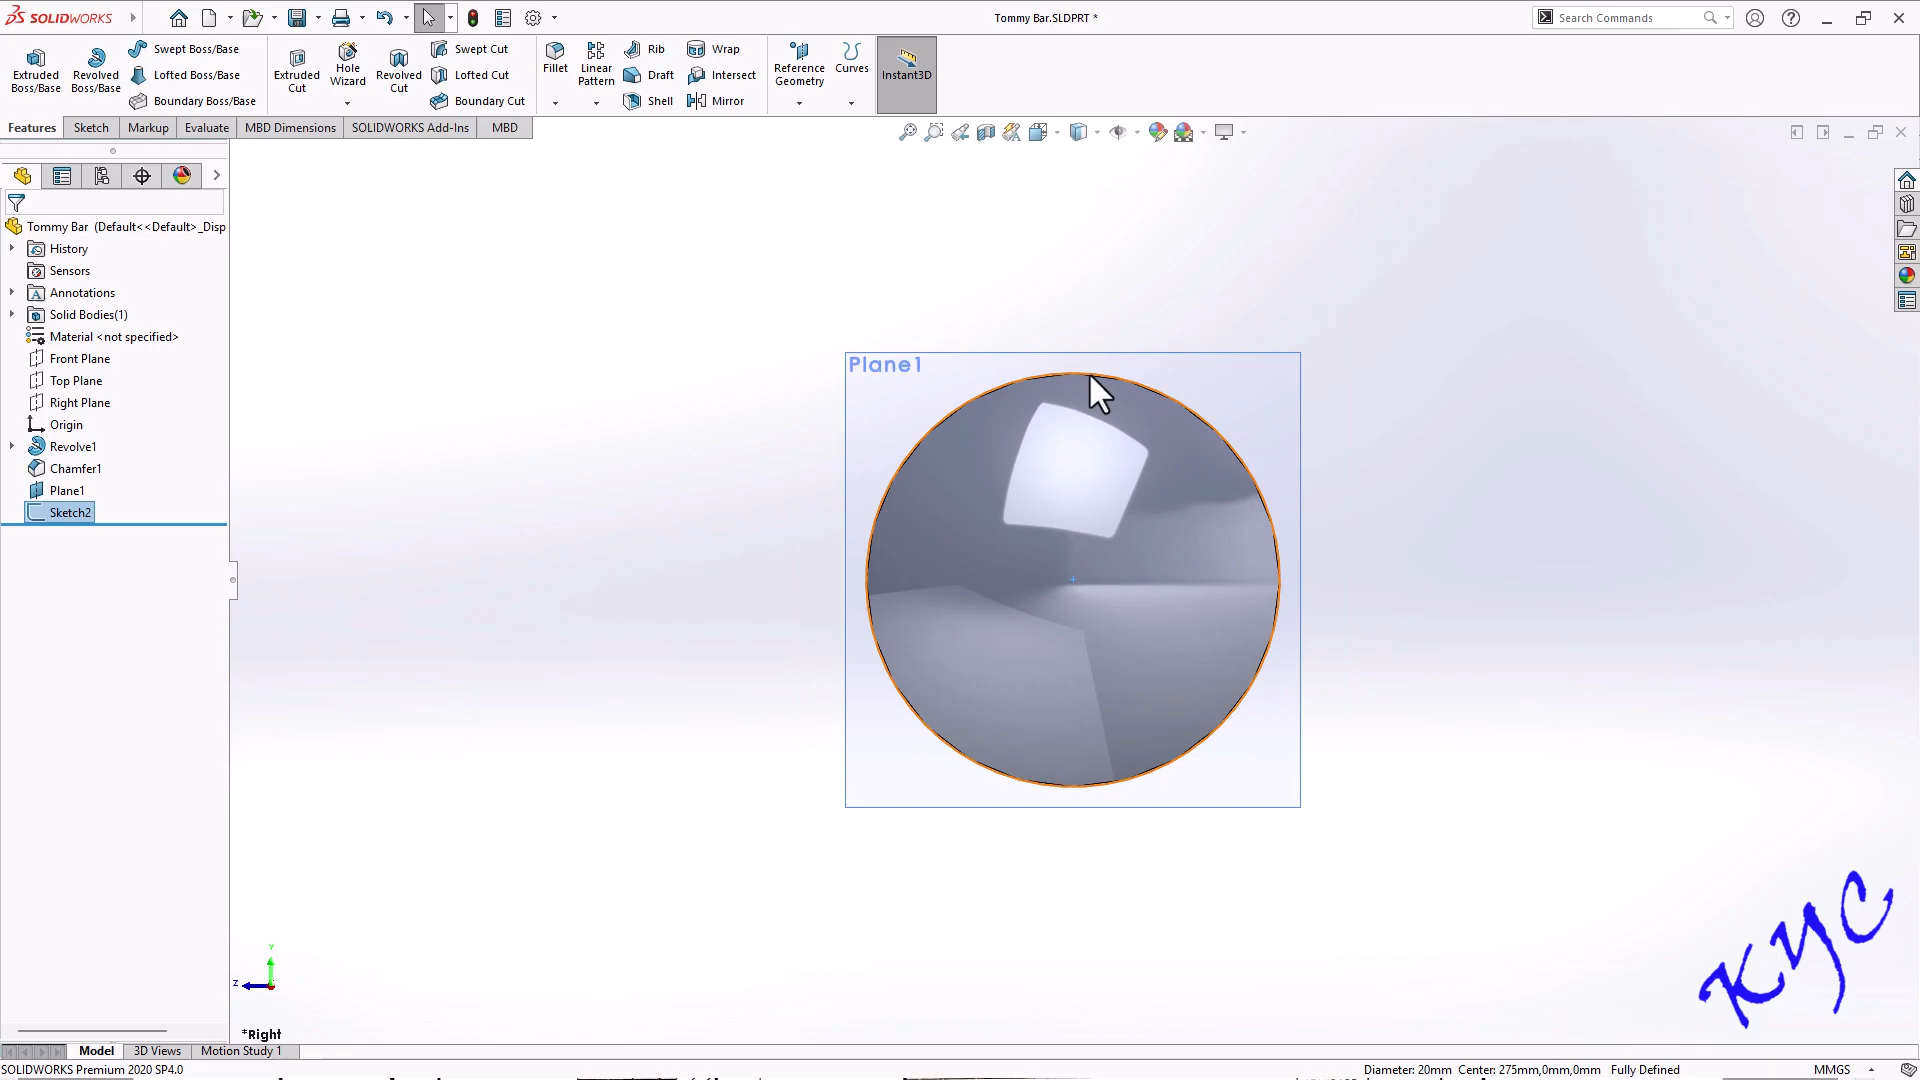 SOLIDWORKS
Tommy Bar.SLDPRT *
Search Commands
Extruded Boss/Base
Revolved Boss/Base
Swept Boss/Base
Lofted Boss/Base
Boundary Boss/Base
Extruded Cut
Hole Wizard
Revolved Cut
Swept Cut
Lofted Cut
Boundary Cut
Fillet
Linear Pattern
Rib
Draft
Shell
Wrap
Intersect
Mirror
Reference Geometry
Curves
Instant3D
Features
Sketch
Markup
Evaluate
MBD Dimensions
SOLIDWORKS Add-Ins
MBD
Tommy Bar (Default<<Default>_Disp
History
Sensors
Annotations
Solid Bodies(1)
Material <not specified>
Front Plane
Top Plane
Right Plane
Origin
Revolve1
Chamfer1
Plane1
Sketch2
Plane1
Y
Z
*Right
KYC
Model
3D Views
Motion Study 1
SOLIDWORKS Premium 2020 SP4.0
Diameter: 20mm Center: 275mm,0mm,0mm
Fully Defined
MMGS